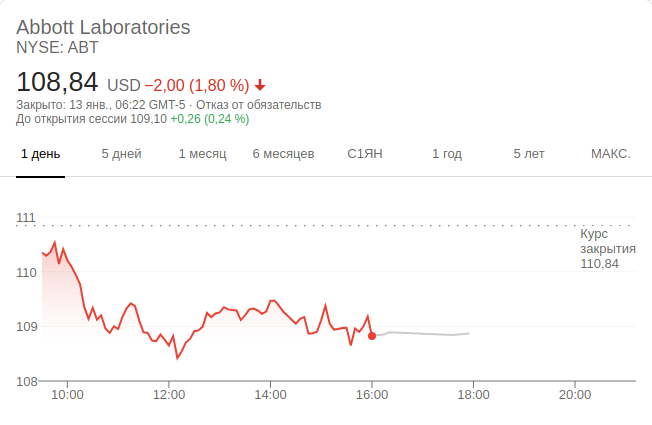 Abbott Laboratories
NYSE: ABT
108,84 USD −2,00 (1,80 %)
Закрыто: 13 янв., 06:22 GMT-5 · Отказ от обязательств
До открытия сессии 109,10 +0,26 (0,24 %)
1 день 5 дней 1 месяц 6 месяцев С1ЯН 1 год 5 лет МАКС.
111
Курс
закрытия
110,84
110
109
108
10:00 12:00 14:00 16:00 18:00 20:00